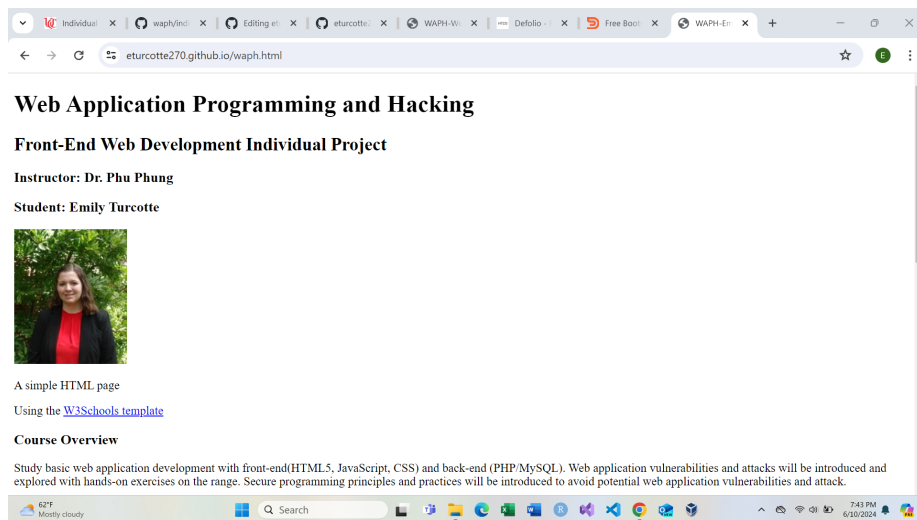 Individual
waph/indi
Editing et
eturcotte2
WAPH-W
Defolio -
Free Boot
WAPH-Em
eturcotte270.github.io/waph.html
E
Web Application Programming and Hacking
Front-End Web Development Individual Project
Instructor: Dr. Phu Phung
Student: Emily Turcotte
A simple HTML page
Using the W3Schools template
Course Overview
Study basic web application development with front-end(HTML5, JavaScript, CSS) and back-end (PHP/MySQL). Web application vulnerabilities and attacks will be introduced and
explored with hands-on exercises on the range. Secure programming principles and practices will be introduced to avoid potential web application vulnerabilities and attack.
62°F
Mostly cloudy
Search
7:43 PM
6/10/2024